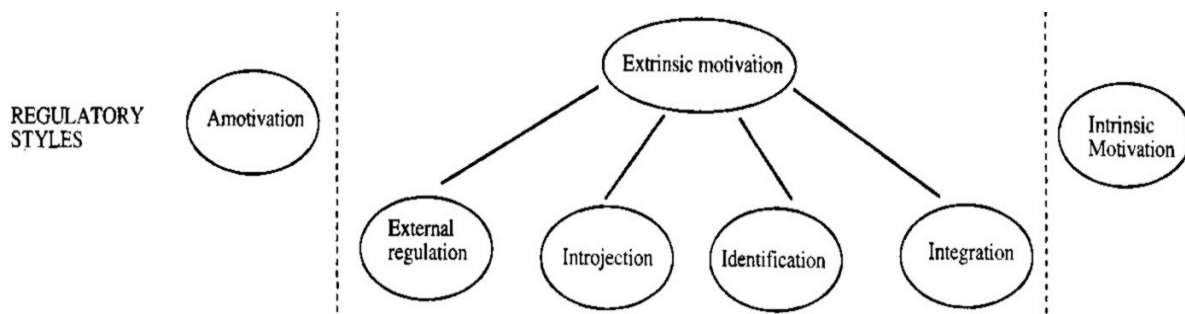 REGULATORY
STYLES
Amotivation
Extrinsic motivation
External
regulation
Introjection
Identification
Integration
Intrinsic
Motivation